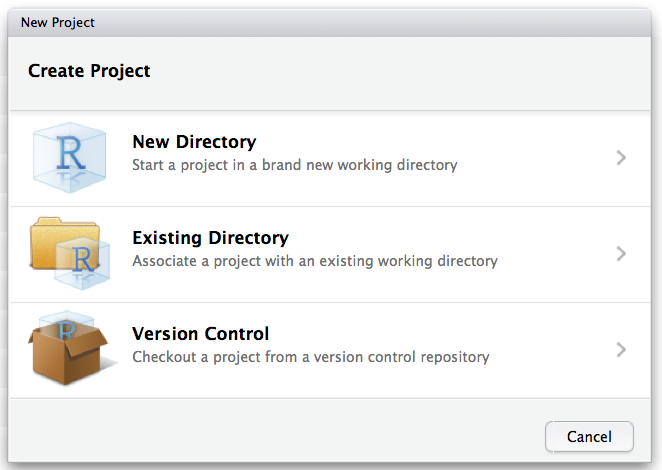 New Project
Create Project
R
New Directory
Start a project in a brand new working directory
R
Existing Directory
Associate a project with an existing working directory
R
Version Control
Checkout a project from a version control repository
Cancel